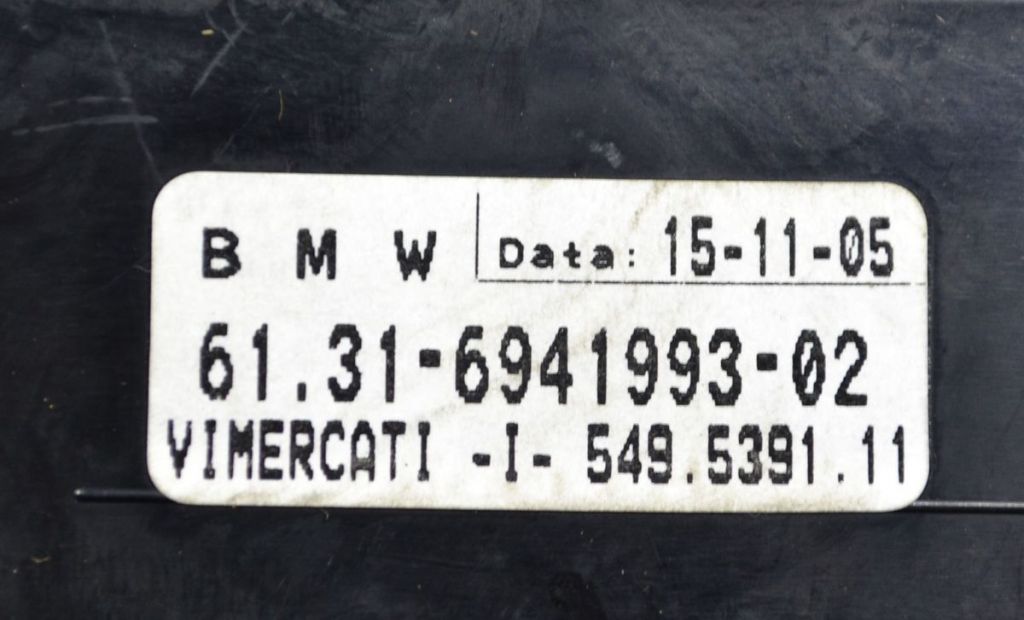 B M W Data: 15-11-05
61.31-6941993-02
VIMERCATI -I- 549.5391.11